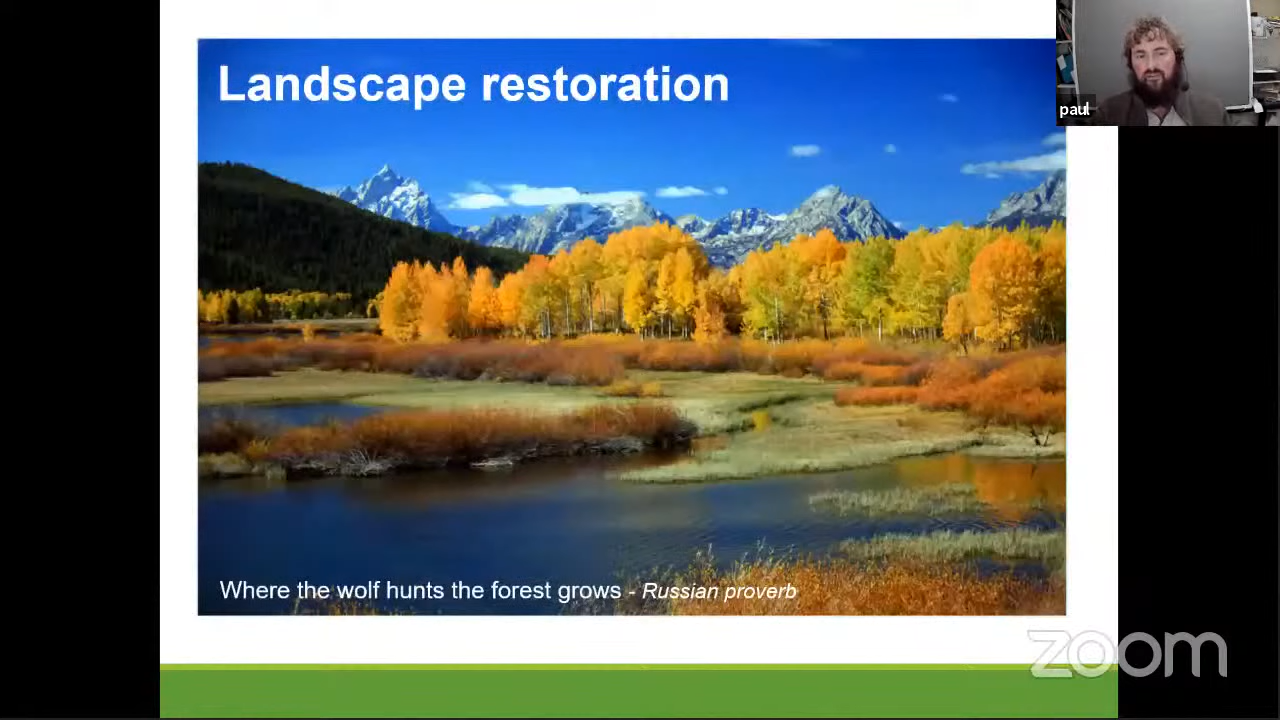 Landscape restoration
paul
Where the wolf hunts the forest grows - Russian proverb
zoom